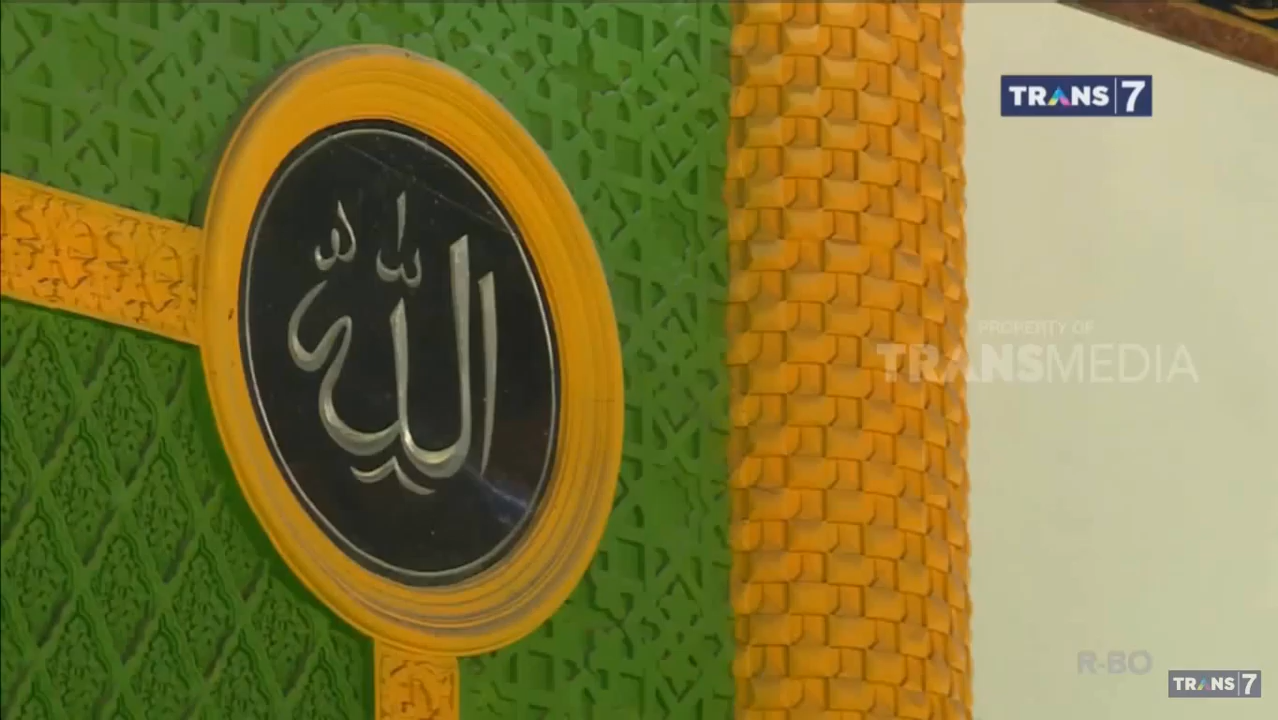 TRANS7
الله
PROPERTY OF
TRANSMEDIA
R-BO
TRANS7